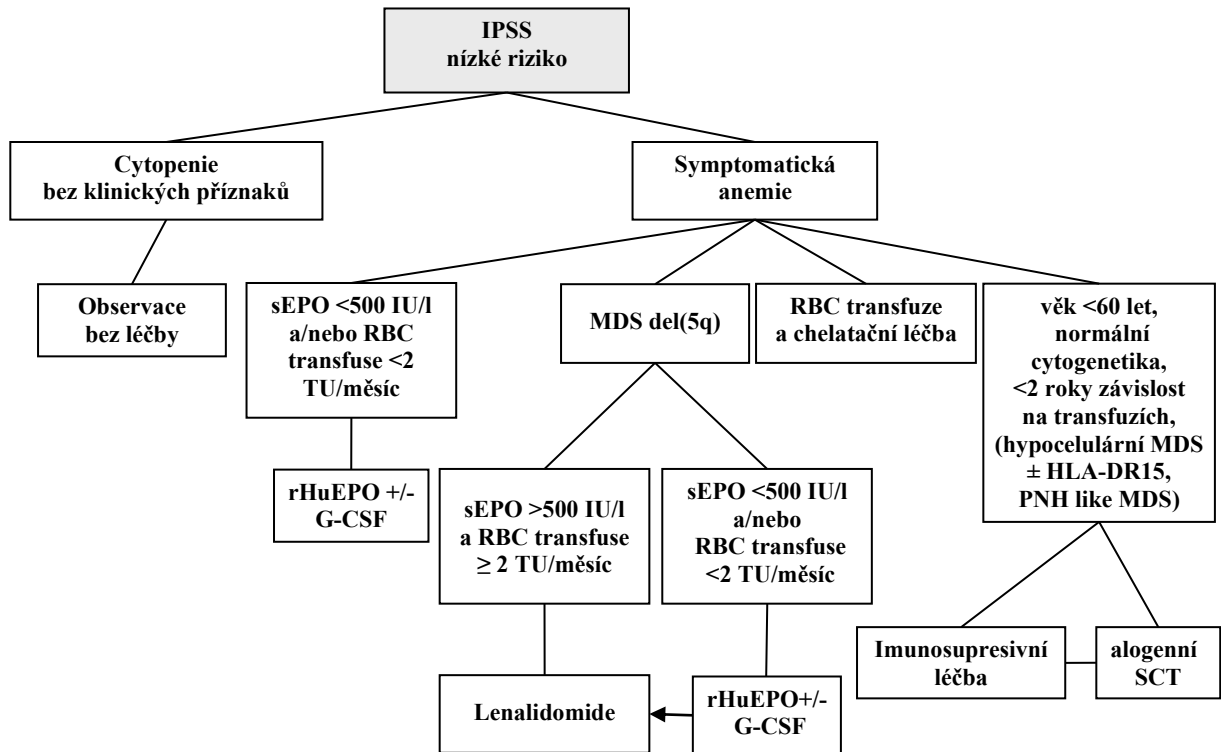 IPSS
nízké riziko
Cytopenie
bez klinických příznaků
Symptomatická
anemie
Observace
bez léčby
sEPO <500 IU/l
a/nebo RBC
transfuse <2
TU/měsíc
MDS del(5q)
RBC transfuze
a chelatační léčba
věk <60 let,
normální
cytogenetika,
<2 roky závislost
na transfuzích,
(hypocelulární MDS
± HLA-DR15,
PNH like MDS)
rHuEPO +/-
G-CSF
sEPO >500 IU/l
a RBC transfuse
≥ 2 TU/měsíc
sEPO <500 IU/l
a/nebo
RBC transfuse
<2 TU/měsíc
Imunosupresivní
léčba
alogenní
SCT
Lenalidomide
rHuEPO+/-
G-CSF